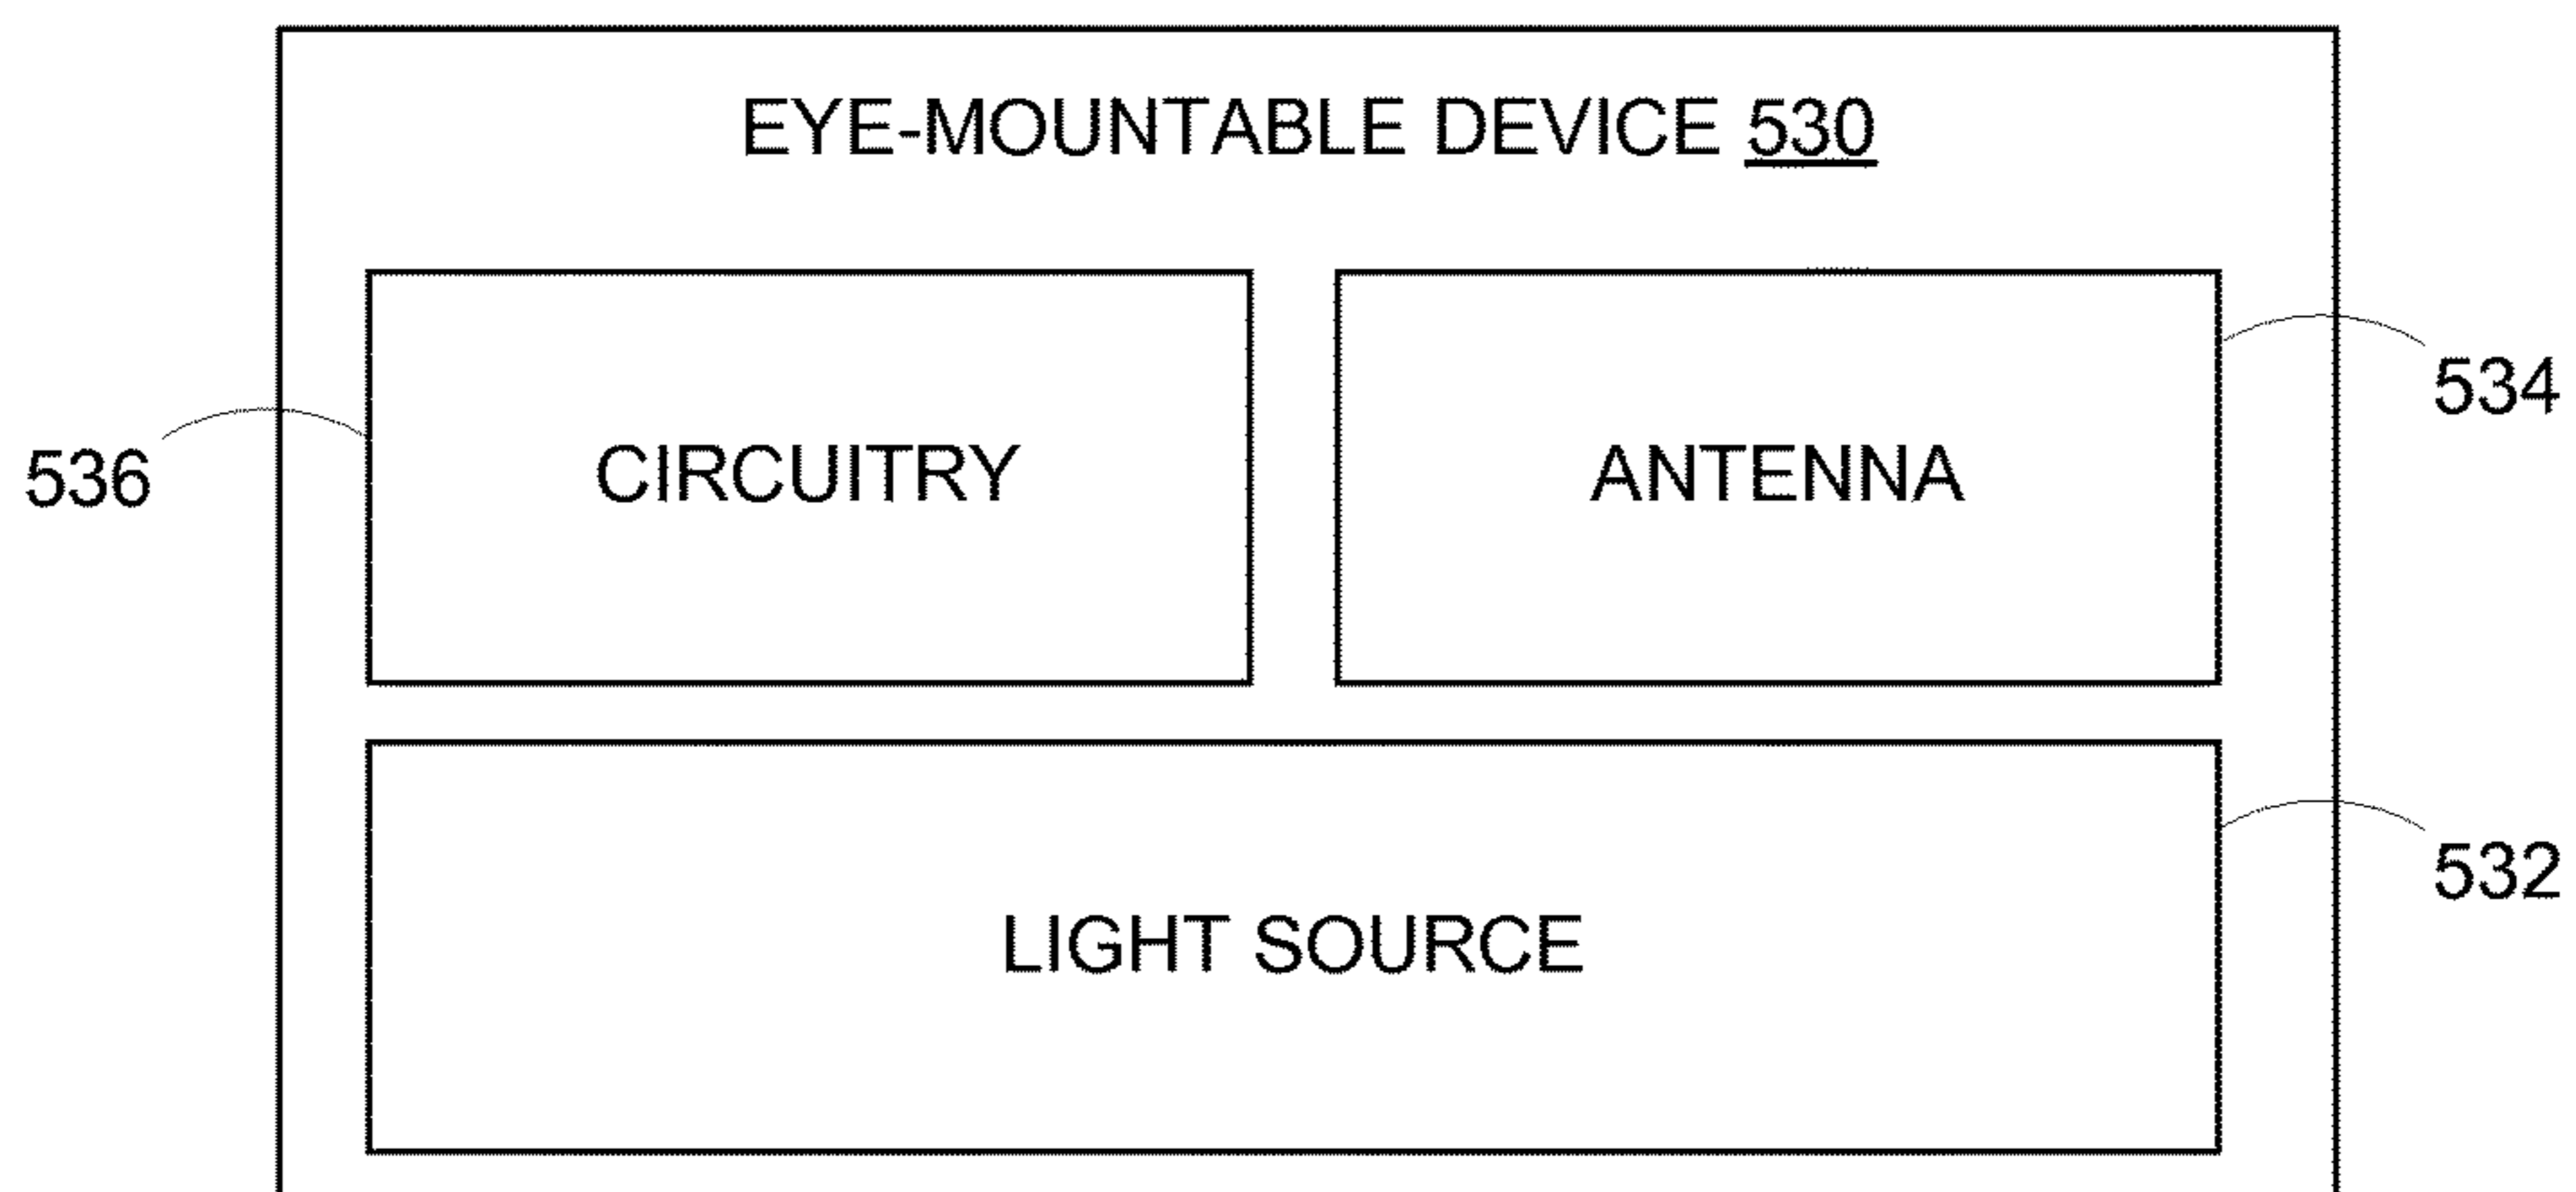 EYE-MOUNTABLE DEVICE 530
534
536
CIRCUITRY
ANTENNA
532
LIGHT SOURCE